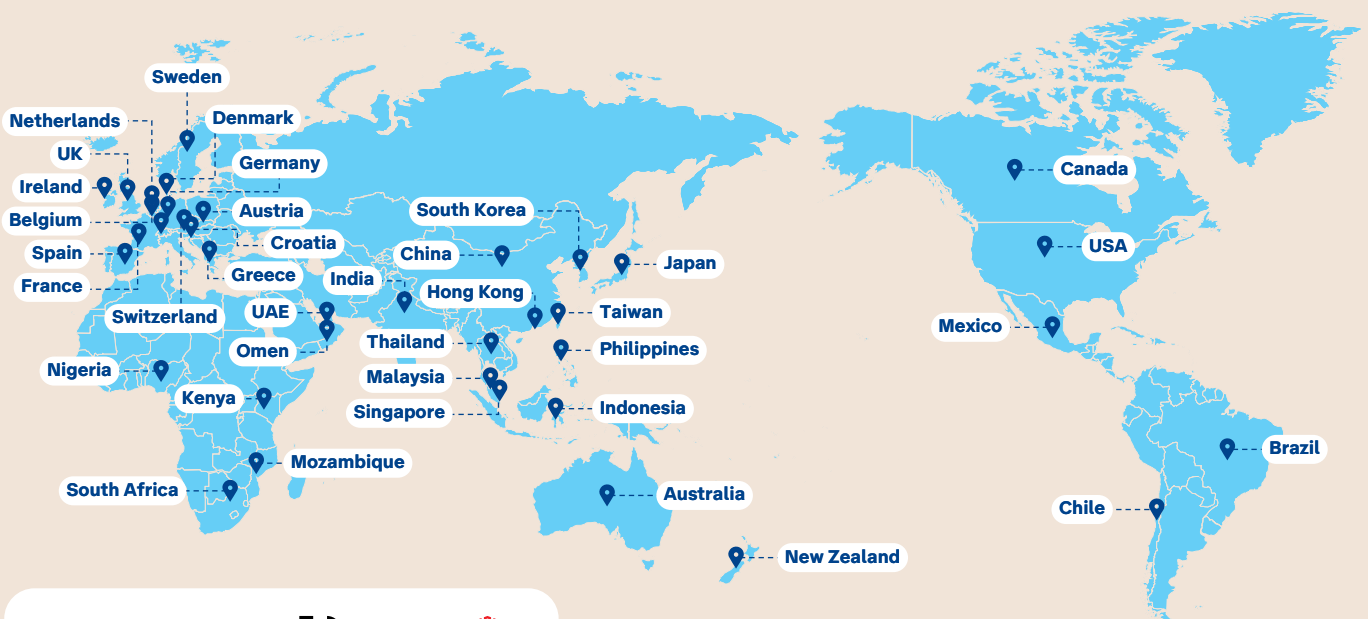 Sweden
Netherlands
Denmark
UK
Germany
Ireland
Canada
Belgium
Austria
South Korea
Spain
Croatia
China
USA
Japan
France
Greece
India
Hong Kong
Switzerland
UAE
Taiwan
Mexico
Omen
Thailand
Philippines
Nigeria
Malaysia
Kenya
Singapore
Indonesia
Brazil
Mozambique
South Africa
Australia
Chile
New Zealand